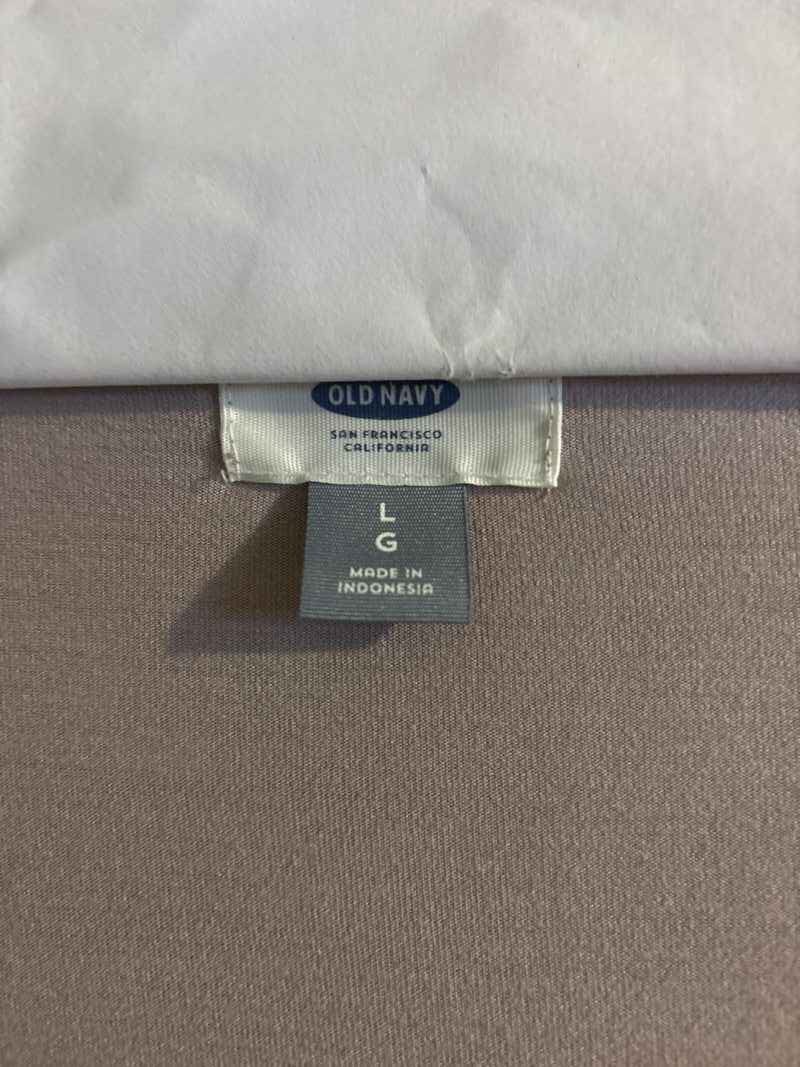 OLD NAVY
SAN FRANCISCO
CALIFORNIA
L
G
MADE IN
INDONESIA